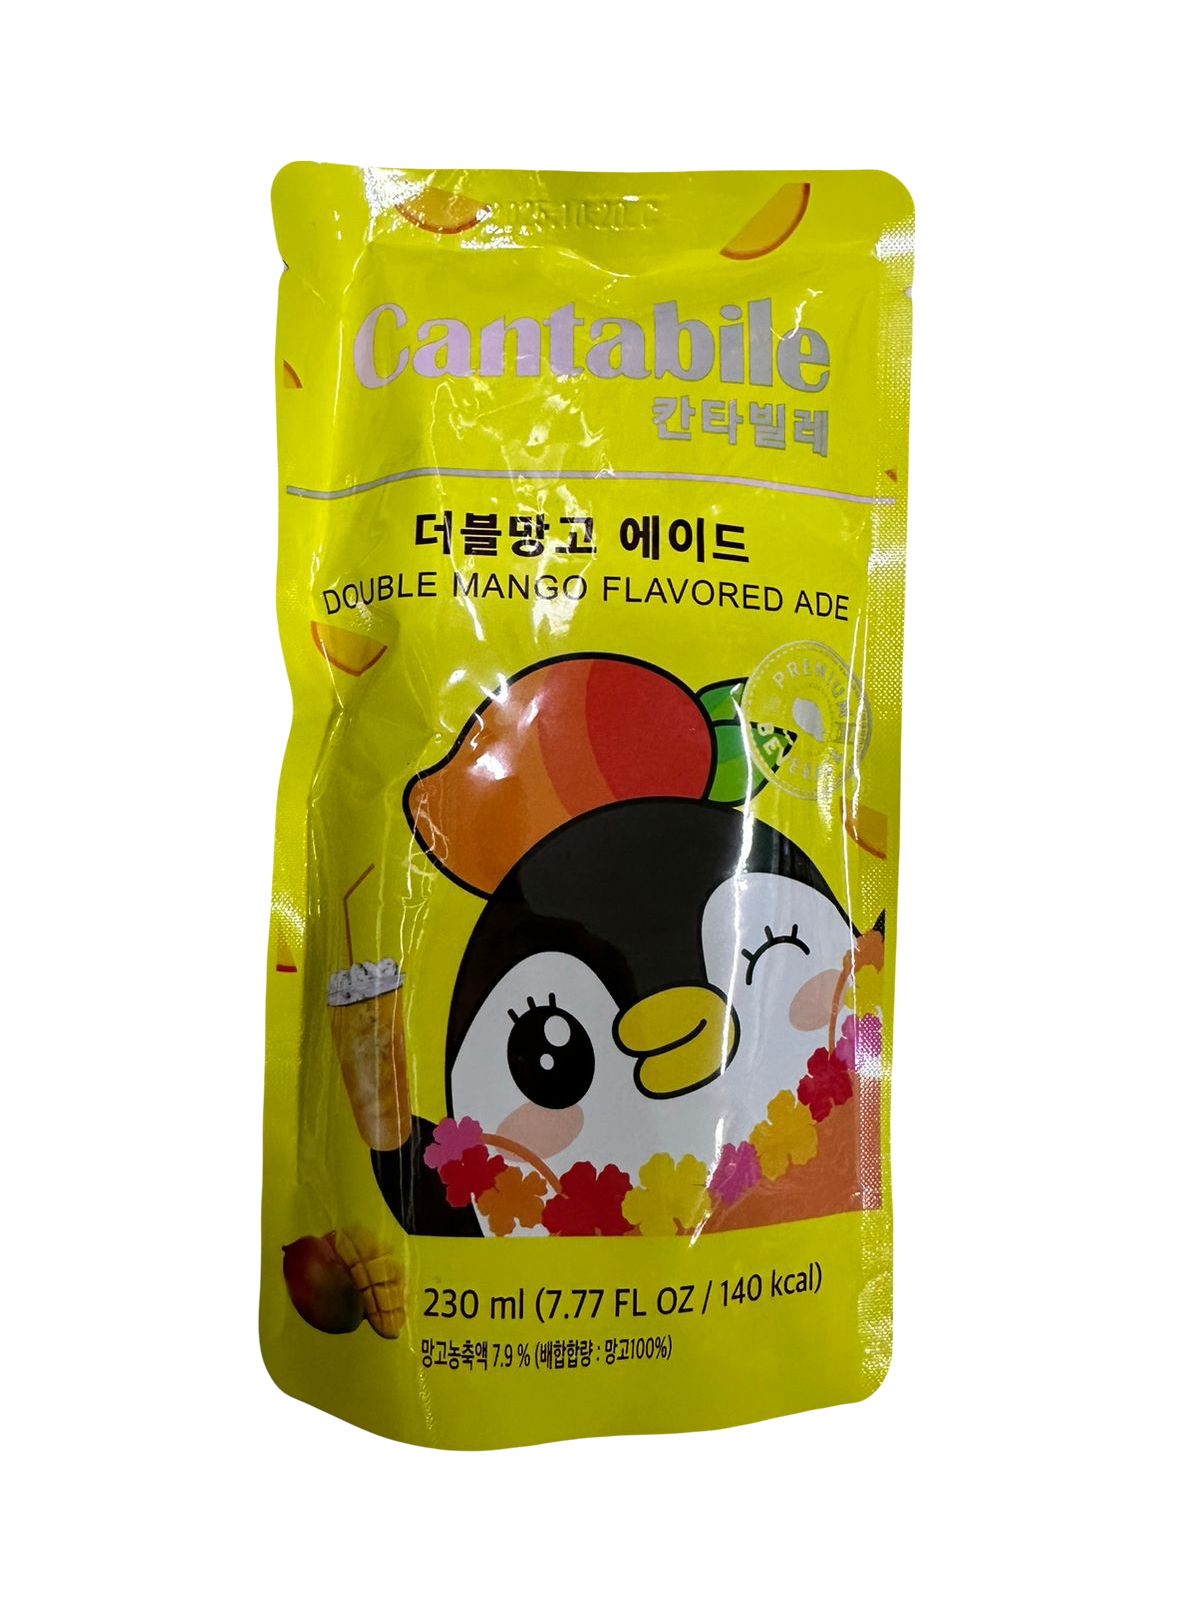 Cantabile
칸타빌레
더블망고 에이드
DOUBLE MANGO FLAVORED ADE
PREMIUM
230 ml (7.77 FL OZ / 140 kcal)
망고농축액 7.9 % (배합함량 : 망고100%)